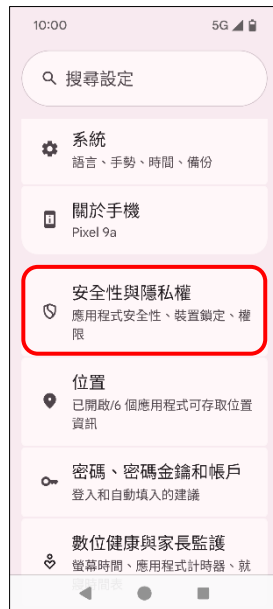 10:00 5G
搜尋設定
系統
語言、手勢、時間、備份
關於手機
Pixel 9a
安全性與隱私權
應用程式安全性、裝置鎖定、權
限
位置
已開啟/6 個應用程式可存取位置
資訊
密碼、密碼金鑰和帳戶
登入和自動填入的建議
數位健康與家長監護
螢幕時間、應用程式計時器、就
寢時間表